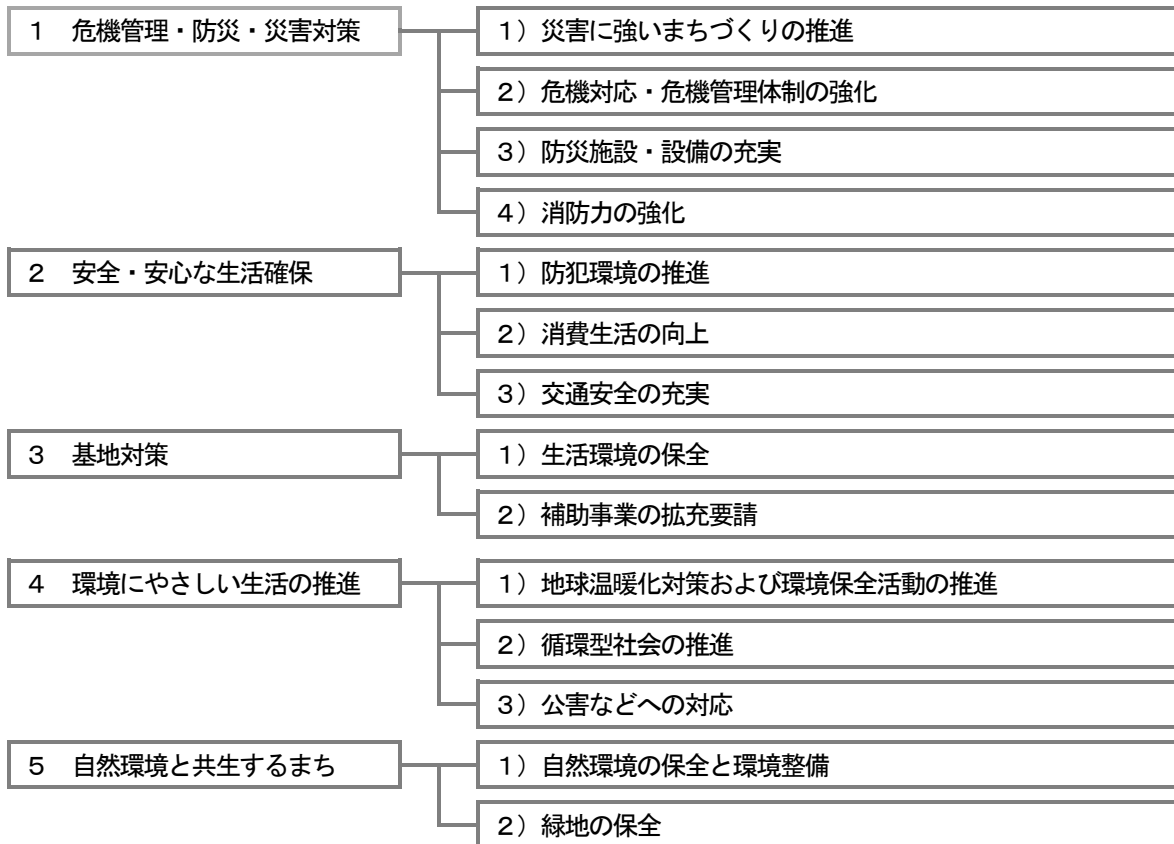 １　危機管理・防災・災害対策
１）災害に強いまちづくりの推進
２）危機対応・危機管理体制の強化
３）防災施設・設備の充実
４）消防力の強化
２　安全・安心な生活確保
１）防犯環境の推進
２）消費生活の向上
３）交通安全の充実
３　基地対策
１）生活環境の保全
２）補助事業の拡充要請
４　環境にやさしい生活の推進
１）地球温暖化対策および環境保全活動の推進
２）循環型社会の推進
３）公害などへの対応
５　自然環境と共生するまち
１）自然環境の保全と環境整備
２）緑地の保全